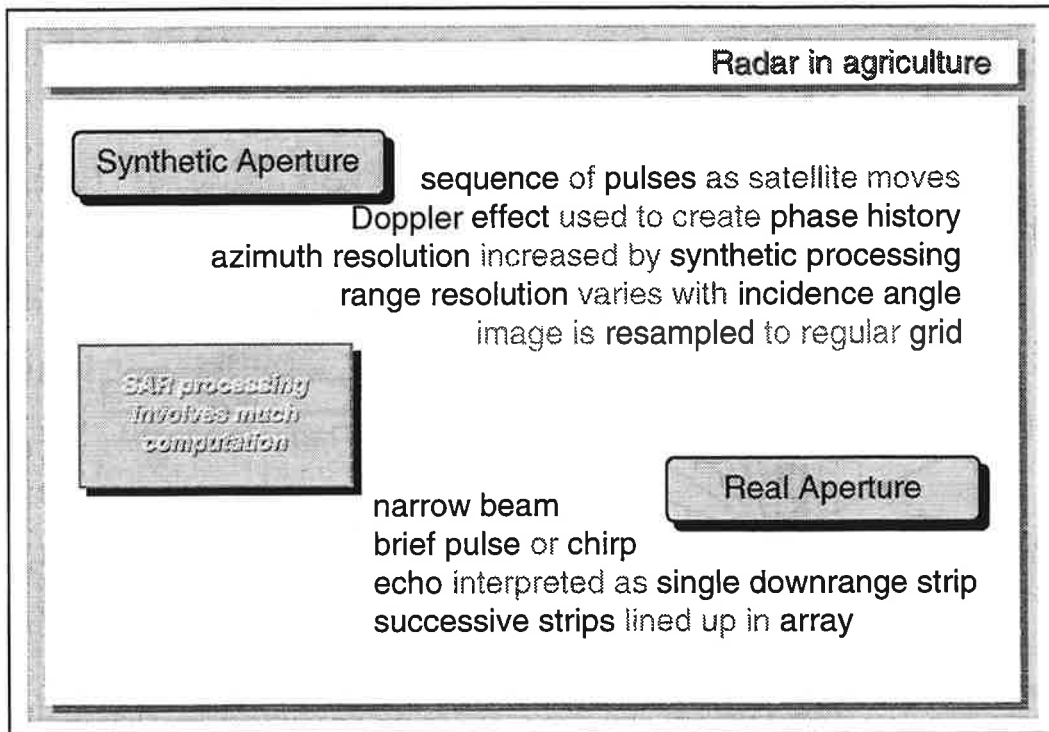 Radar in agriculture
Synthetic Aperture
sequence of pulses as satellite moves
Doppler effect used to create phase history
azimuth resolution increased by synthetic processing
range resolution varies with incidence angle
image is resampled to regular grid
SAR processing
involves much
computation
Real Aperture
narrow beam
brief pulse or chirp
echo interpreted as single downrange strip
successive strips lined up in array